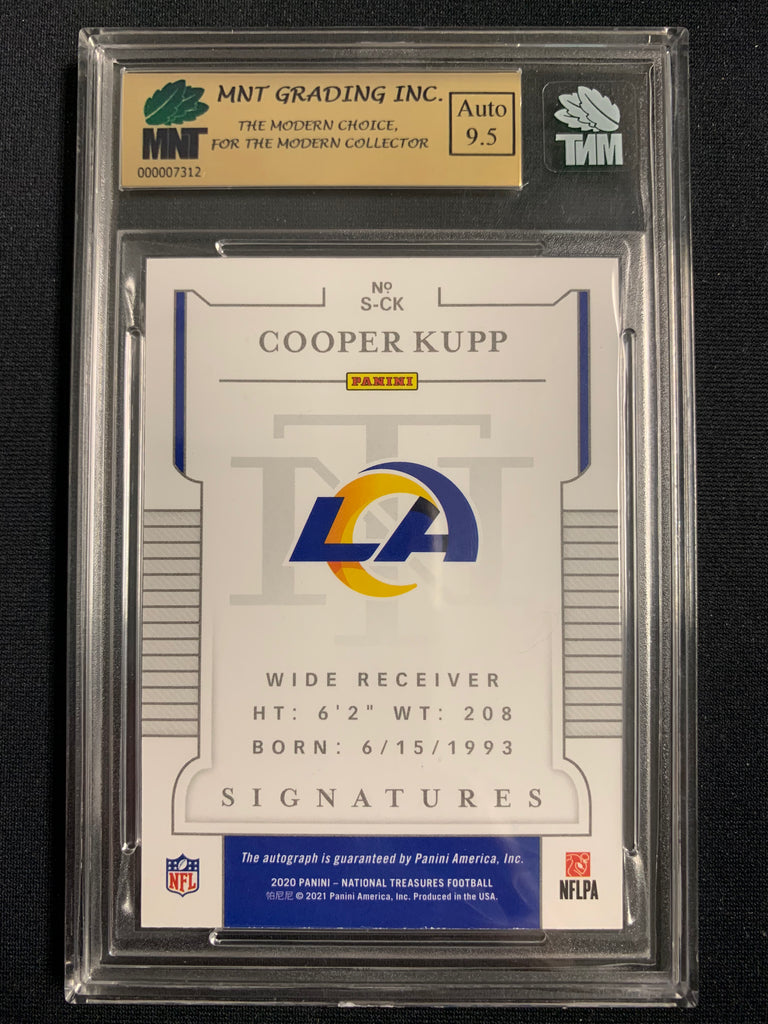 MNT GRADING INC.
THE MODERN CHOICE,
FOR THE MODERN COLLECTOR
MNT
000007312
Auto
9.5
MNT
Nº
S-CK
COOPER KUPP
PANINI
NT
LA
WIDE RECEIVER
HT: 6'2" WT: 208
BORN: 6/15/1993
SIGNATURES
The autograph is guaranteed by Panini America, Inc.
2020 PANINI – NATIONAL TREASURES FOOTBALL
帕尼尼 © 2021 Panini America, Inc. Produced in the USA.
NFL
NFLPA